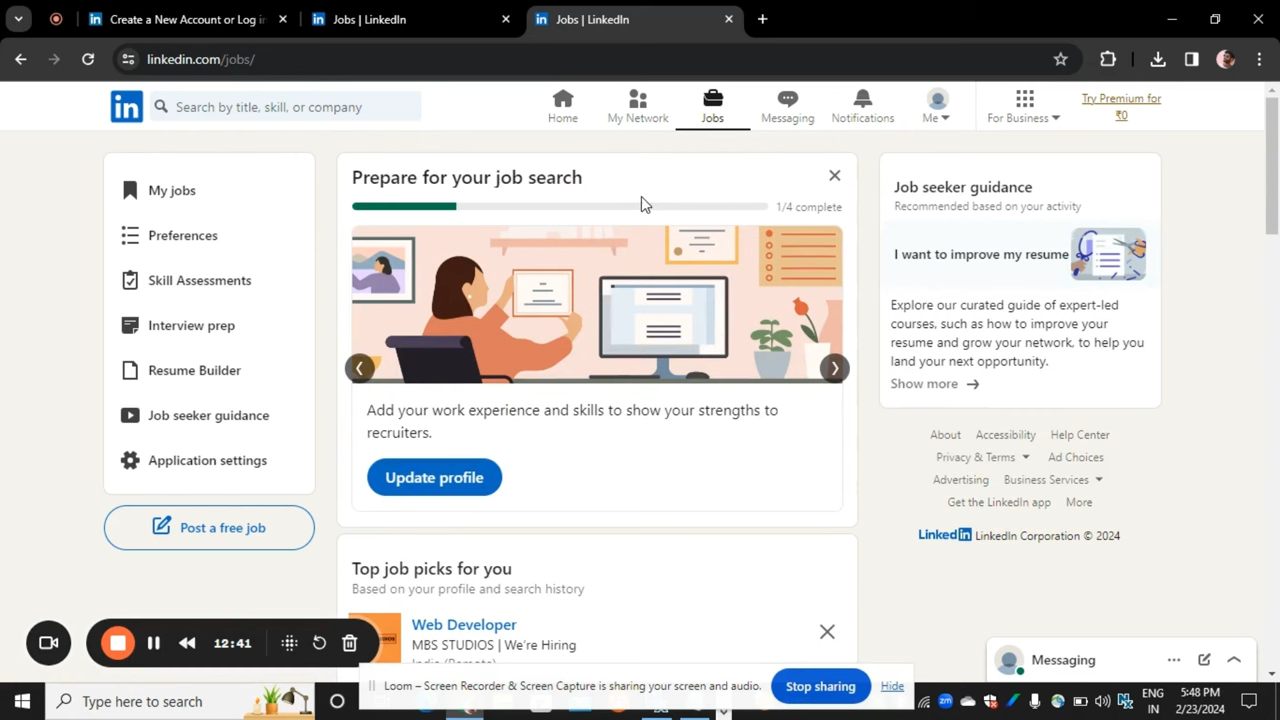 Create a New Account or Log in
Jobs | LinkedIn
Jobs | LinkedIn
linkedin.com/jobs/
in
Search by title, skill, or company
Home
My Network
Jobs
Messaging
Notifications
Me
For Business
Try Premium for
₹0
My jobs
Preferences
Skill Assessments
Interview prep
Resume Builder
Job seeker guidance
Application settings
Post a free job
Prepare for your job search
1/4 complete
Add your work experience and skills to show your strengths to
recruiters.
Update profile
Top job picks for you
Based on your profile and search history
Web Developer
MBS STUDIOS | We're Hiring
India (Remote)
Job seeker guidance
Recommended based on your activity
I want to improve my resume
Explore our curated guide of expert-led
courses, such as how to improve your
resume and grow your network, to help you
land your next opportunity.
Show more
About Accessibility Help Center
Privacy & Terms Ad Choices
Advertising Business Services
Get the LinkedIn app More
LinkedIn LinkedIn Corporation © 2024
Messaging
12:41
Loom – Screen Recorder & Screen Capture is sharing your screen and audio.
Stop sharing
Hide
Type here to search
ENG
IN
5:48 PM
2/23/2024